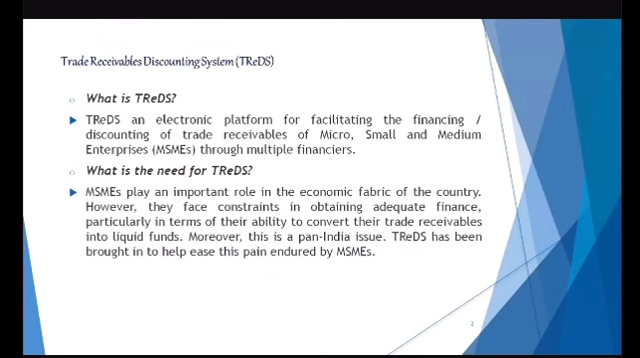 Trade Receivables Discounting System (TReDS)
What is TReDS?
TReDS an electronic platform for facilitating the financing /
discounting of trade receivables of Micro, Small and Medium
Enterprises (MSMEs) through multiple financiers.
What is the need for TReDS?
MSMEs play an important role in the economic fabric of the country.
However, they face constraints in obtaining adequate finance,
particularly in terms of their ability to convert their trade receivables
into liquid funds. Moreover, this is a pan-India issue. TReDS has been
brought in to help ease this pain endured by MSMEs.
2